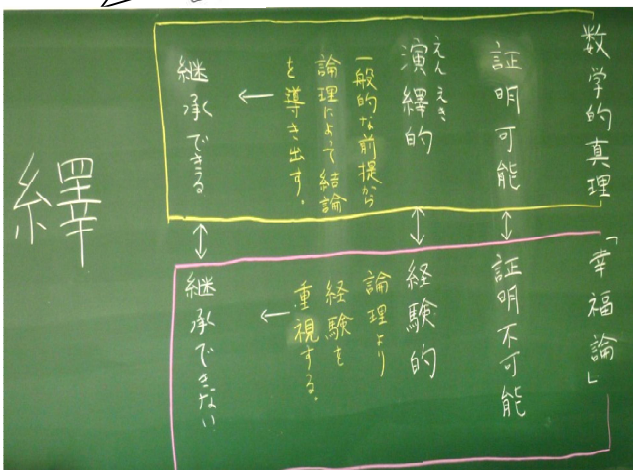 数学的真理
証明可能
えんえき
演繹的
一般的な前提から
論理によって結論
を導き出す。
←
継承できる
「幸福論」
証明不可能
経験的
論理より
経験を
重視する。
←
継承できない
繹